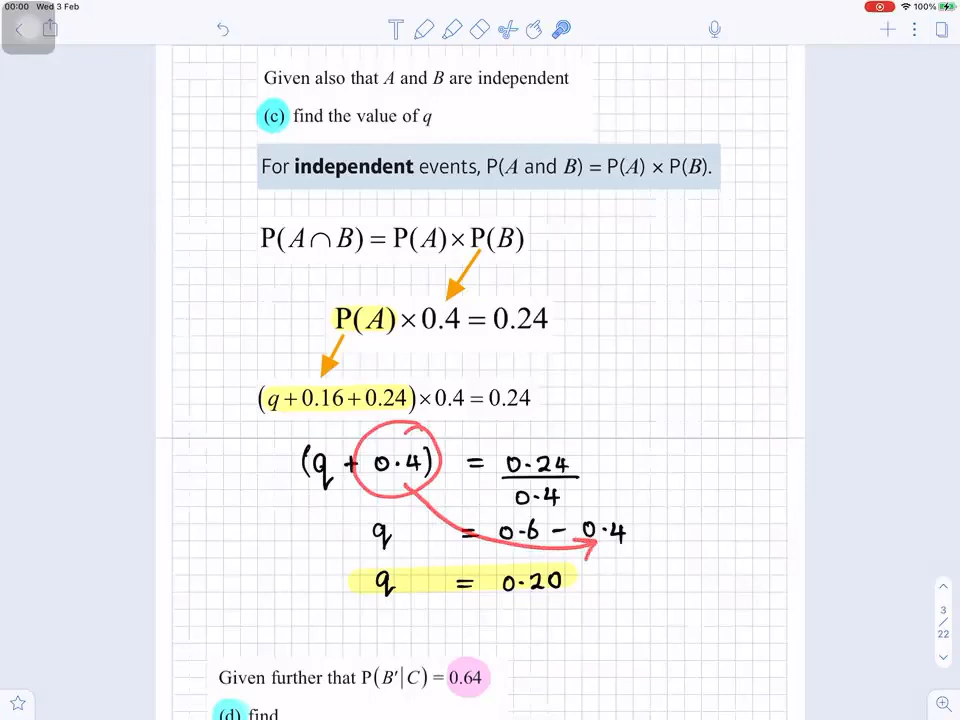 00:00 Wed 3 Feb
100%
Given also that A and B are independent
(c) find the value of q
For independent events, P(A and B) = P(A) × P(B).
P(A ∩ B) = P(A) × P(B)
P(A) × 0.4 = 0.24
(q + 0.16 + 0.24) × 0.4 = 0.24
(q + 0.4) = 0.24
0.4
q = 0.6 − 0.4
q = 0.20
3
/
22
Given further that P(B′|C) = 0.64
(d) find